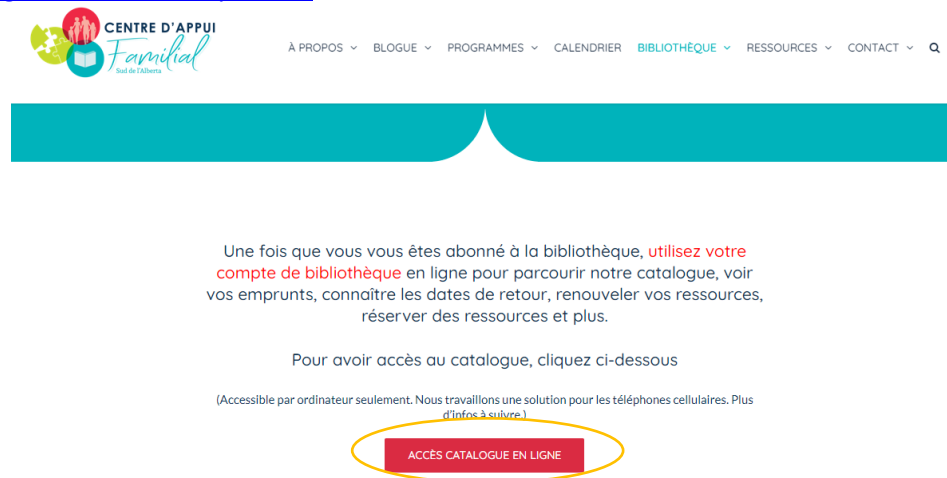 CENTRE D'APPUI
Familial
Sud de l'Alberta
À PROPOS BLOGUE PROGRAMMES CALENDRIER BIBLIOTHÈQUE RESSOURCES CONTACT
Une fois que vous vous êtes abonné à la bibliothèque, utilisez votre
compte de bibliothèque en ligne pour parcourir notre catalogue, voir
vos emprunts, connaître les dates de retour, renouveler vos ressources,
réserver des ressources et plus.
Pour avoir accès au catalogue, cliquez ci-dessous
(Accessible par ordinateur seulement. Nous travaillons une solution pour les téléphones cellulaires. Plus
d'infos à suivre.)
ACCÈS CATALOGUE EN LIGNE